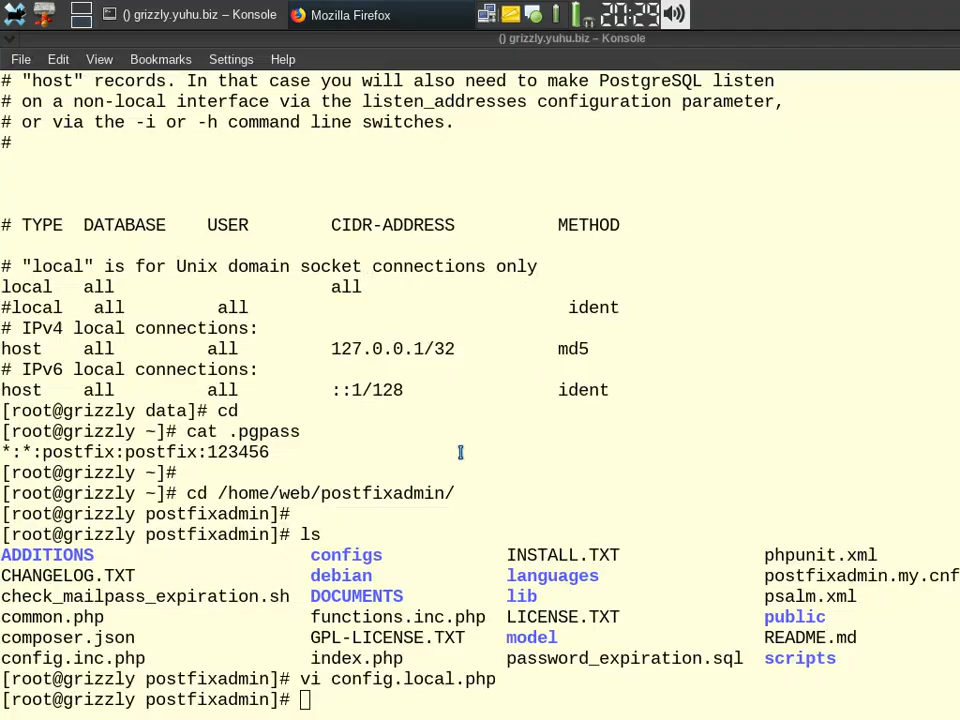 () grizzly.yuhu.biz – Konsole Mozilla Firefox 20:29
() grizzly.yuhu.biz – Konsole
File Edit View Bookmarks Settings Help
# "host" records. In that case you will also need to make PostgreSQL listen
# on a non-local interface via the listen_addresses configuration parameter,
# or via the -i or -h command line switches.
#
# TYPE  DATABASE    USER        CIDR-ADDRESS          METHOD
# "local" is for Unix domain socket connections only
local   all                     all
#local   all         all                               ident
# IPv4 local connections:
host    all         all         127.0.0.1/32          md5
# IPv6 local connections:
host    all         all         ::1/128               ident
[root@grizzly data]# cd
[root@grizzly ~]# cat .pgpass
*:*:postfix:postfix:123456
[root@grizzly ~]#
[root@grizzly ~]# cd /home/web/postfixadmin/
[root@grizzly postfixadmin]#
[root@grizzly postfixadmin]# ls
ADDITIONS                     configs            INSTALL.TXT              phpunit.xml
CHANGELOG.TXT                 debian             languages                postfixadmin.my.cnf
check_mailpass_expiration.sh  DOCUMENTS          lib                      psalm.xml
common.php                    functions.inc.php  LICENSE.TXT              public
composer.json                 GPL-LICENSE.TXT    model                    README.md
config.inc.php                index.php          password_expiration.sql  scripts
[root@grizzly postfixadmin]# vi config.local.php
[root@grizzly postfixadmin]#